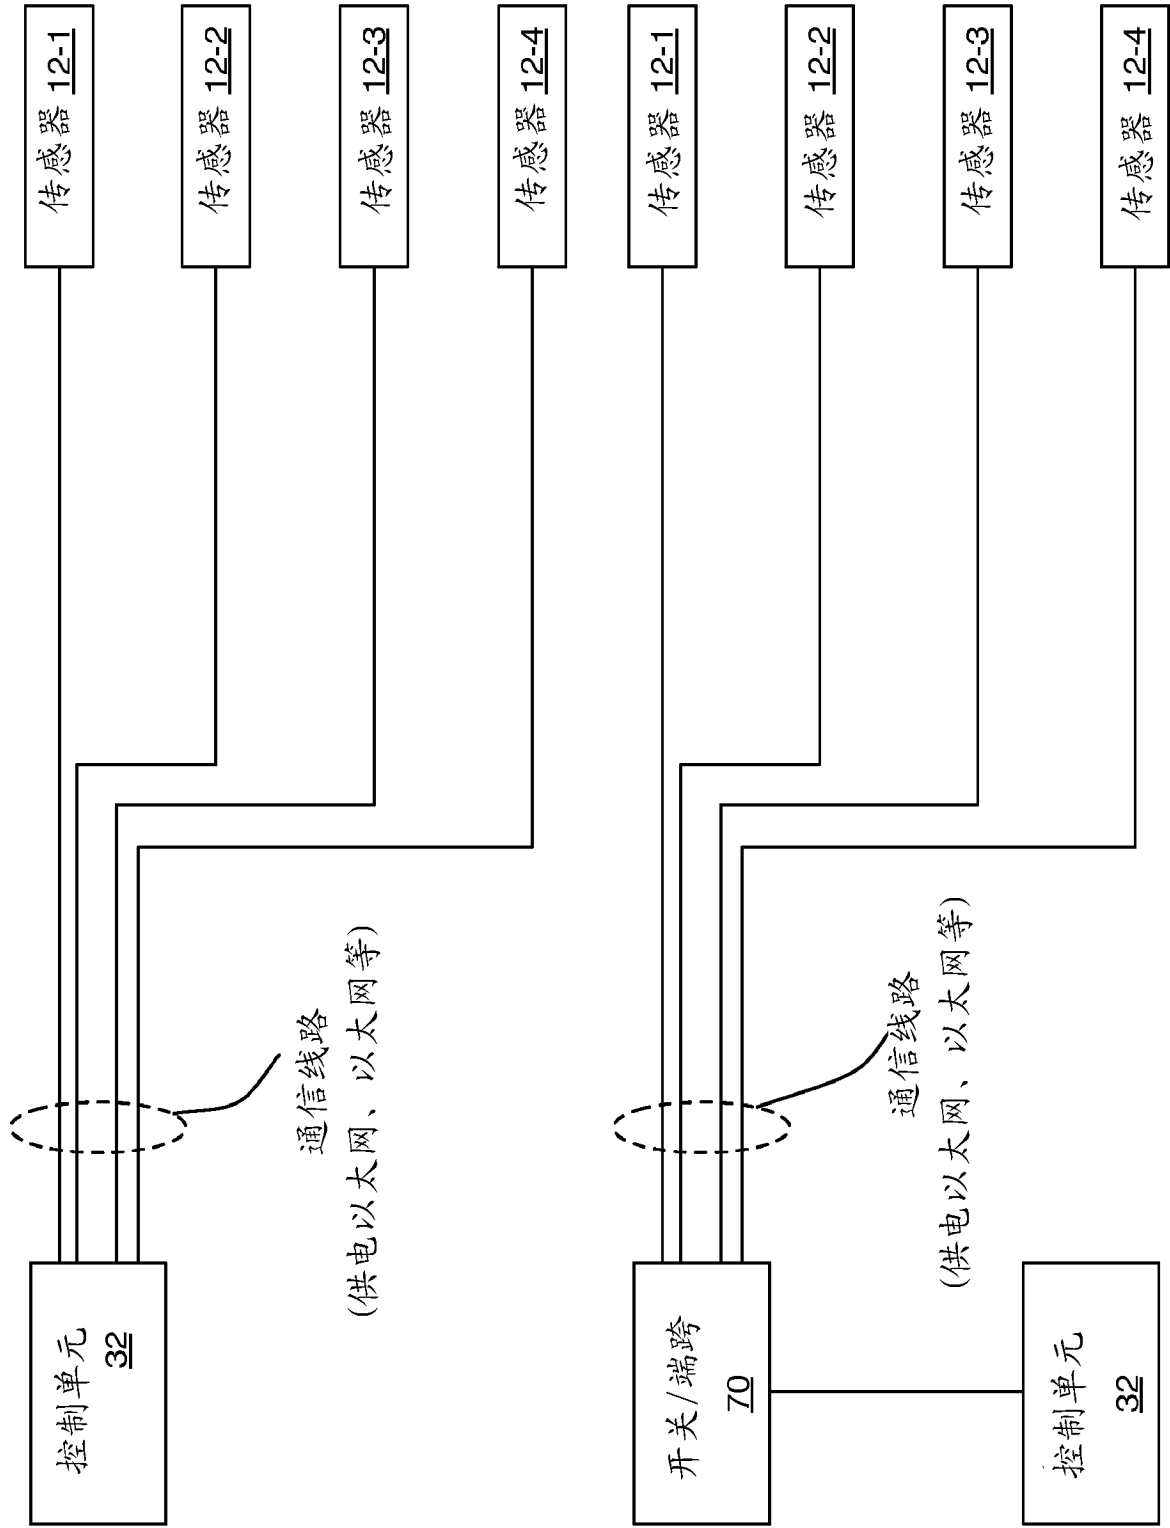 传感器 12-1
传感器 12-2
传感器 12-3
传感器 12-4
控制单元
32
通信线路
(供电以太网、以太网等)
传感器 12-1
传感器 12-2
传感器 12-3
传感器 12-4
开关/端跨
70
通信线路
(供电以太网、以太网等)
控制单元
32